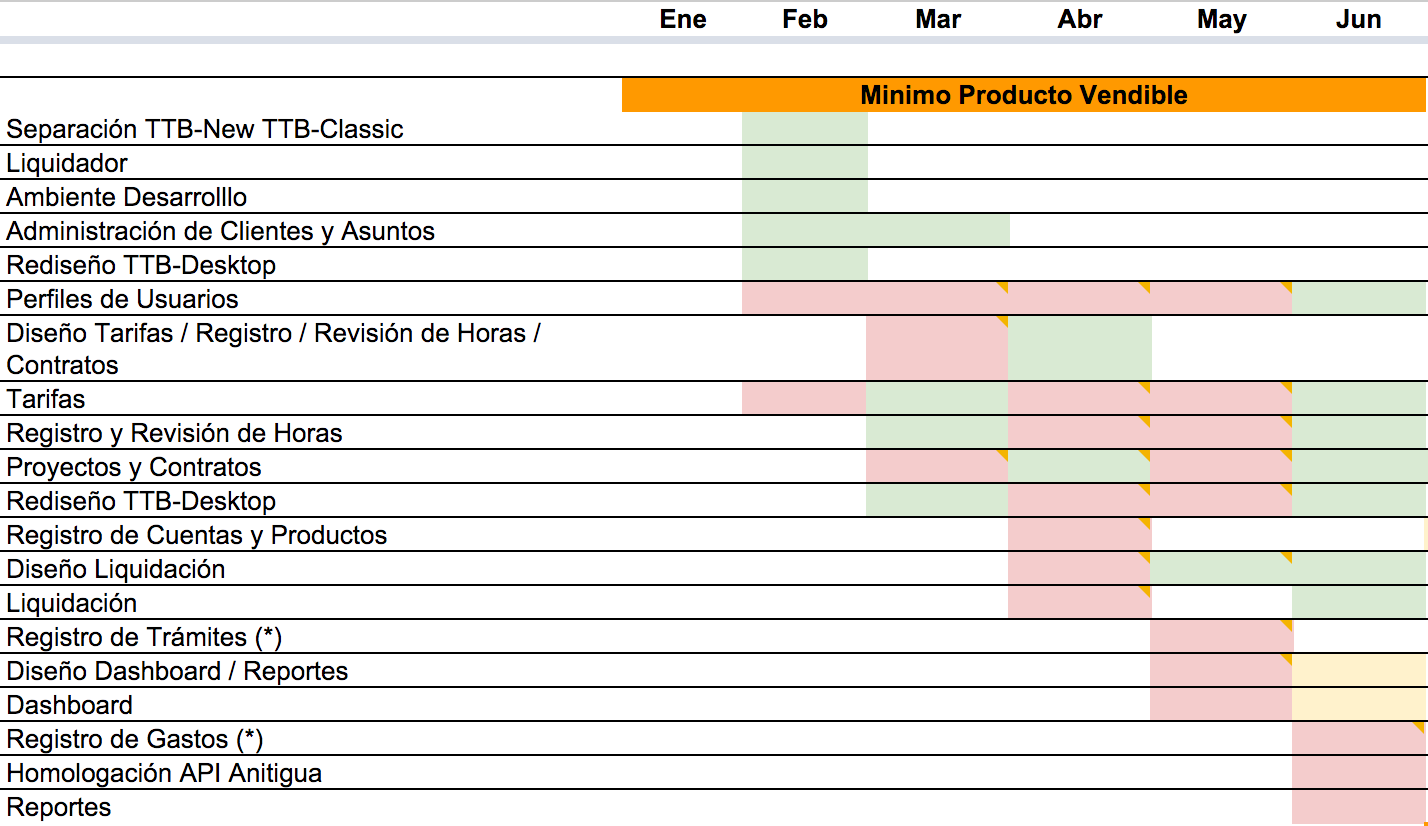 Ene Feb Mar Abr May Jun
Minimo Producto Vendible
Separación TTB-New TTB-Classic
Liquidador
Ambiente Desarrolllo
Administración de Clientes y Asuntos
Rediseño TTB-Desktop
Perfiles de Usuarios
Diseño Tarifas / Registro / Revisión de Horas /
Contratos
Tarifas
Registro y Revisión de Horas
Proyectos y Contratos
Rediseño TTB-Desktop
Registro de Cuentas y Productos
Diseño Liquidación
Liquidación
Registro de Trámites (*)
Diseño Dashboard / Reportes
Dashboard
Registro de Gastos (*)
Homologación API Anitigua
Reportes